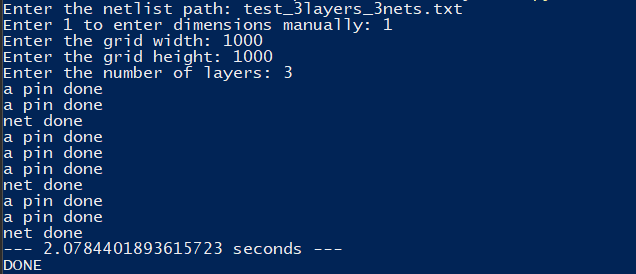 Enter the netlist path: test_3layers_3nets.txt
Enter 1 to enter dimensions manually: 1
Enter the grid width: 1000
Enter the grid height: 1000
Enter the number of layers: 3
a pin done
a pin done
net done
a pin done
a pin done
a pin done
net done
a pin done
a pin done
net done
--- 2.0784401893615723 seconds ---
DONE